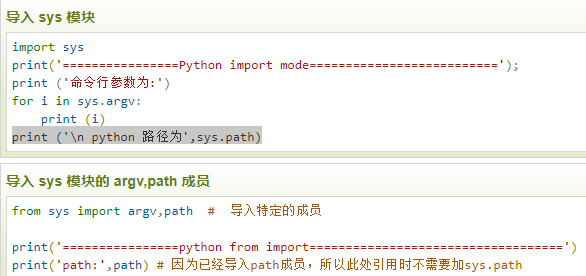 导入 sys 模块
import sys
print('================Python import mode==========================');
print ('命令行参数为:')
for i in sys.argv:
    print (i)
print ('\n python 路径为',sys.path)
导入 sys 模块的 argv,path 成员
from sys import argv,path  #  导入特定的成员
print('================python from import===================================')
print('path:',path) # 因为已经导入path成员，所以此处引用时不需要加sys.path